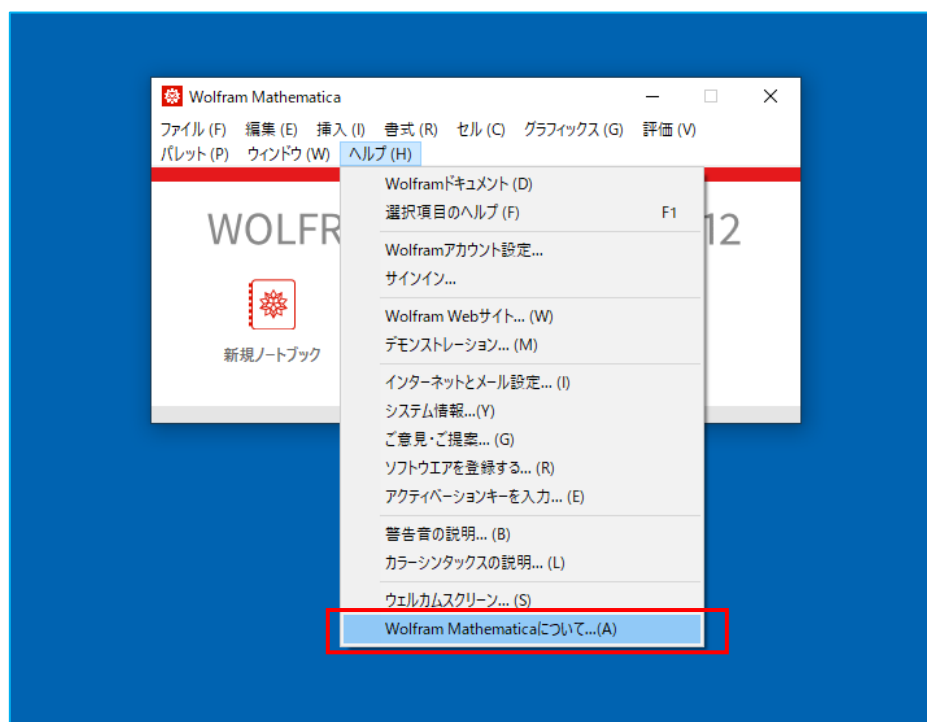 Wolfram Mathematica
ファイル (F) 編集 (E) 挿入 (I) 書式 (R) セル (C) グラフィックス (G) 評価 (V)
パレット (P) ウィンドウ (W) ヘルプ (H)
WOLFR 12
新規ノートブック
Wolframドキュメント (D)
選択項目のヘルプ (F) F1
Wolframアカウント設定...
サインイン...
Wolfram Webサイト... (W)
デモンストレーション... (M)
インターネットとメール設定... (I)
システム情報...(Y)
ご意見・ご提案... (G)
ソフトウエアを登録する... (R)
アクティベーションキーを入力... (E)
警告音の説明... (B)
カラーシンタックスの説明... (L)
ウェルカムスクリーン... (S)
Wolfram Mathematicaについて...(A)